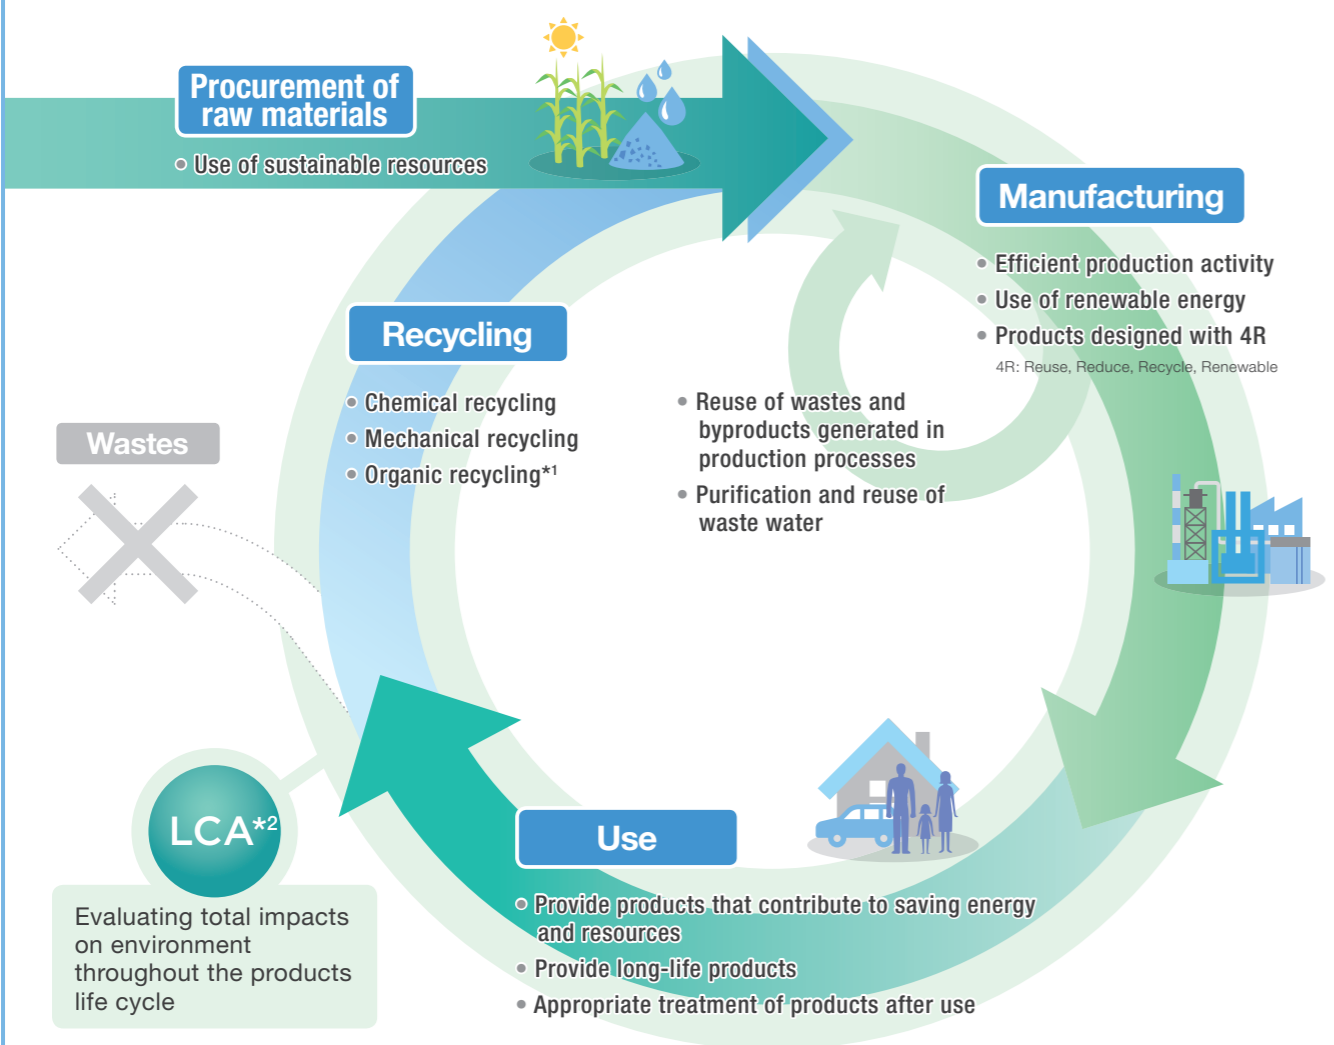 Procurement of
raw materials
• Use of sustainable resources
Manufacturing
• Efficient production activity
• Use of renewable energy
• Products designed with 4R
4R: Reuse, Reduce, Recycle, Renewable
Recycling
• Chemical recycling
• Mechanical recycling
• Organic recycling*1
• Reuse of wastes and
byproducts generated in
production processes
• Purification and reuse of
waste water
Wastes
Use
• Provide products that contribute to saving energy
and resources
• Provide long-life products
• Appropriate treatment of products after use
LCA*2
Evaluating total impacts
on environment
throughout the products
life cycle